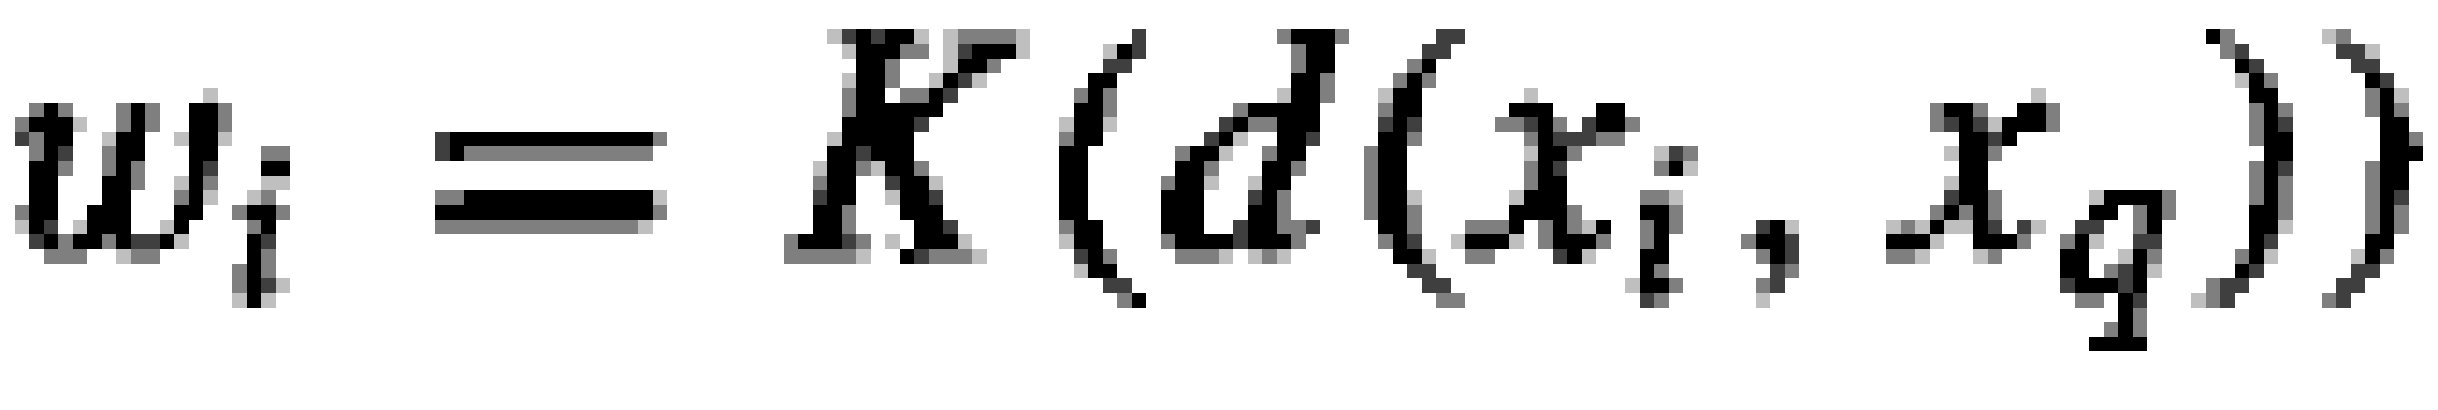 w_i = K(d(x_i, x_q))